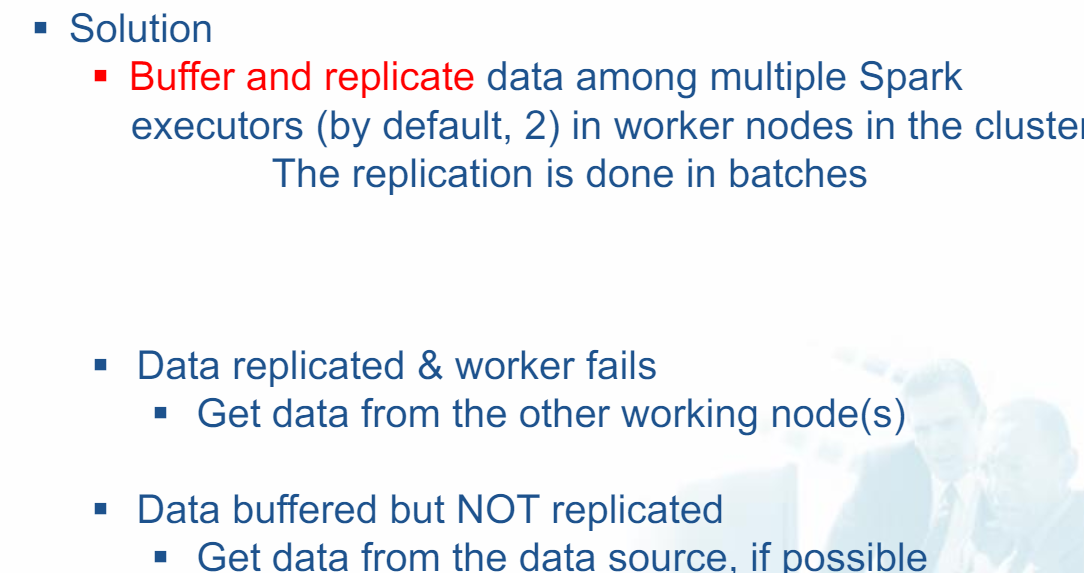 Solution
Buffer and replicate data among multiple Spark
executors (by default, 2) in worker nodes in the cluster
The replication is done in batches
Data replicated & worker fails
Get data from the other working node(s)
Data buffered but NOT replicated
Get data from the data source, if possible